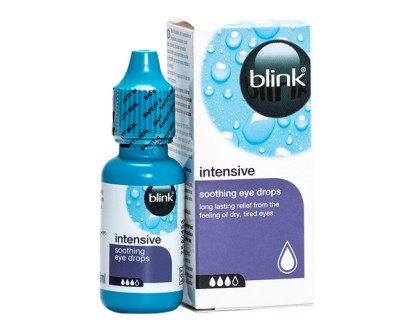 blink®
intensive
soothing eye drops
long lasting relief from the
feeling of dry, tired eyes
blink
intensive
soothing
eye drops